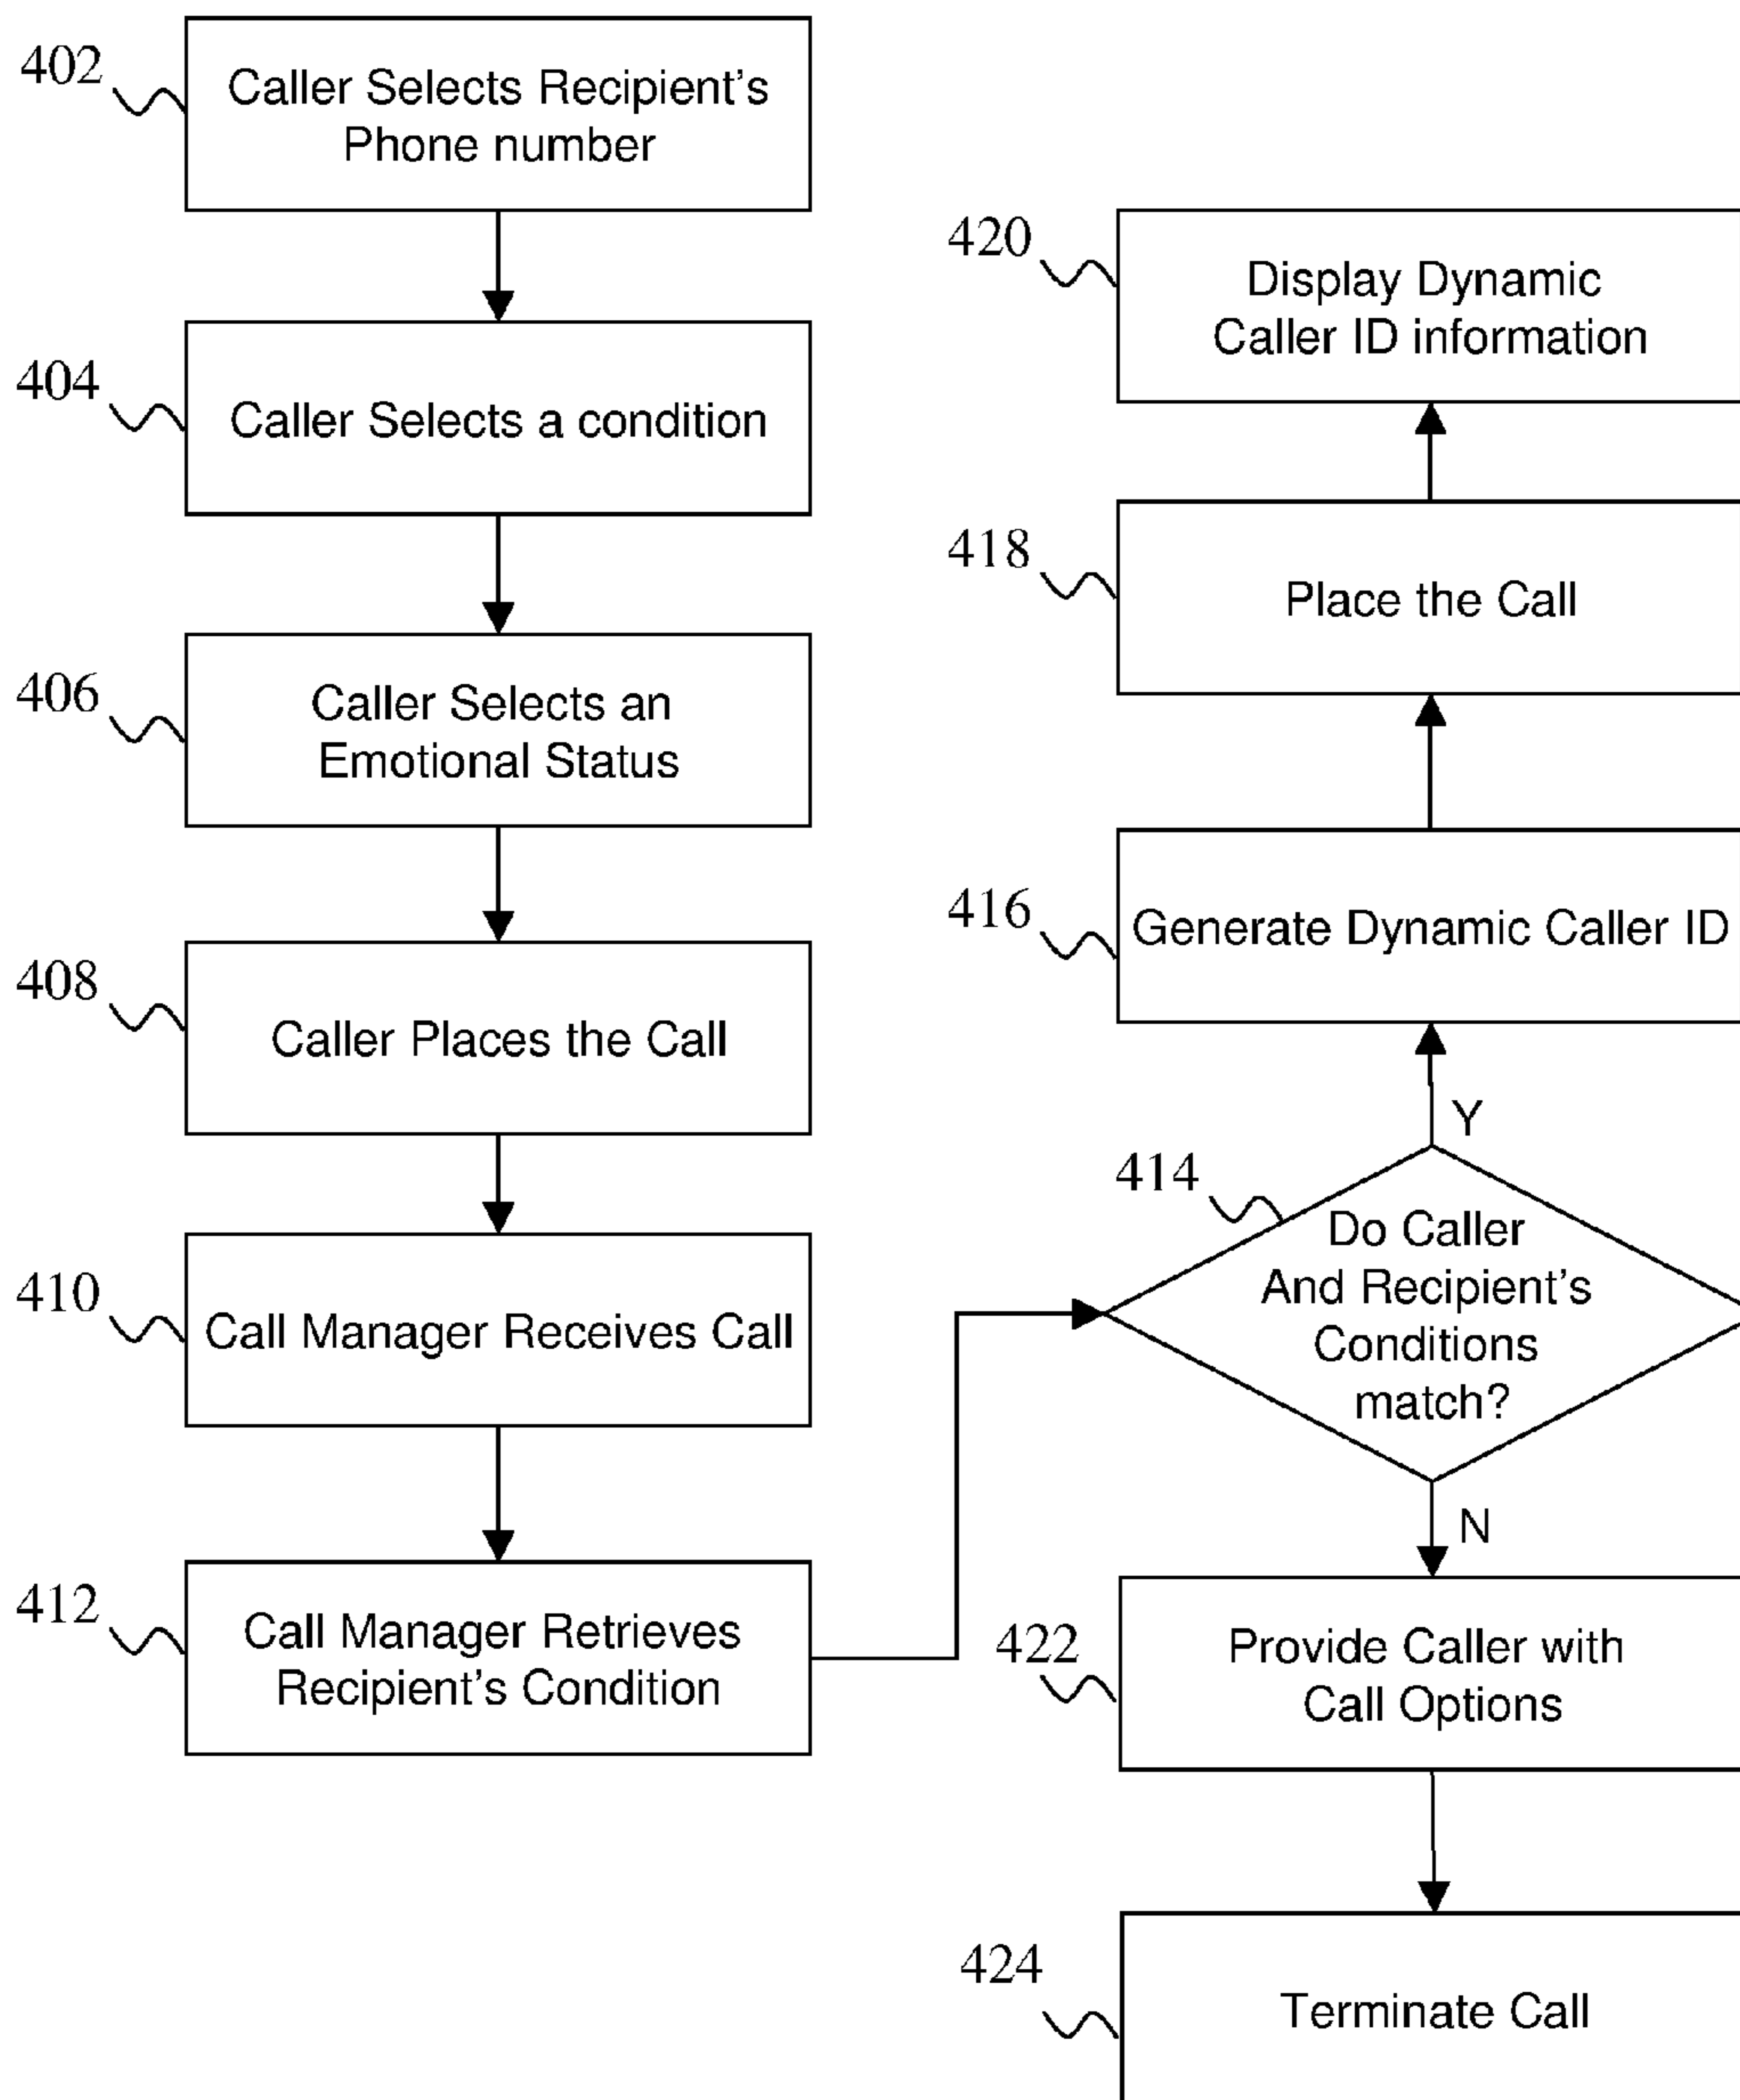 402
Caller Selects Recipient’s
Phone number
404
Caller Selects a condition
406
Caller Selects an
Emotional Status
408
Caller Places the Call
410
Call Manager Receives Call
412
Call Manager Retrieves
Recipient’s Condition
414
Do Caller
And Recipient’s
Conditions
match?
Y
416
Generate Dynamic Caller ID
418
Place the Call
420
Display Dynamic
Caller ID information
N
422
Provide Caller with
Call Options
424
Terminate Call